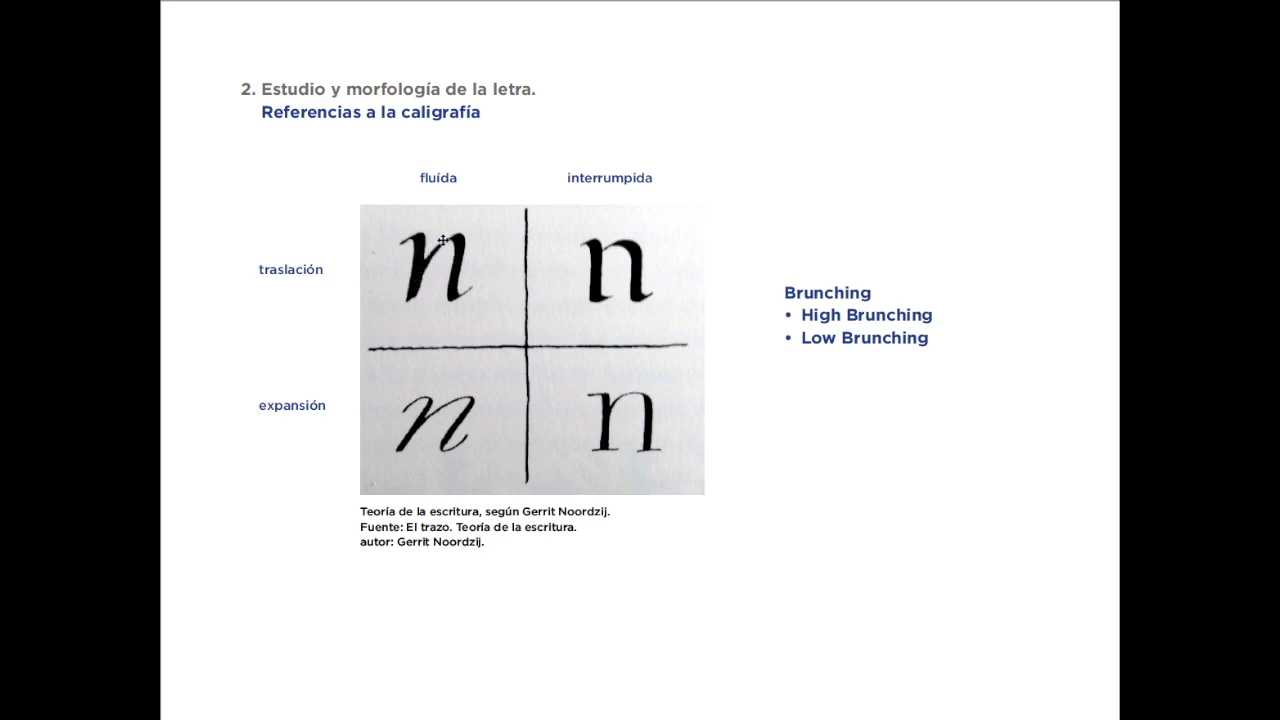 2. Estudio y morfología de la letra.
Referencias a la caligrafía
fluída interrumpida
traslación
n n
expansión
n n
Brunching
• High Brunching
• Low Brunching
Teoría de la escritura, según Gerrit Noordzij.
Fuente: El trazo. Teoría de la escritura.
autor: Gerrit Noordzij.